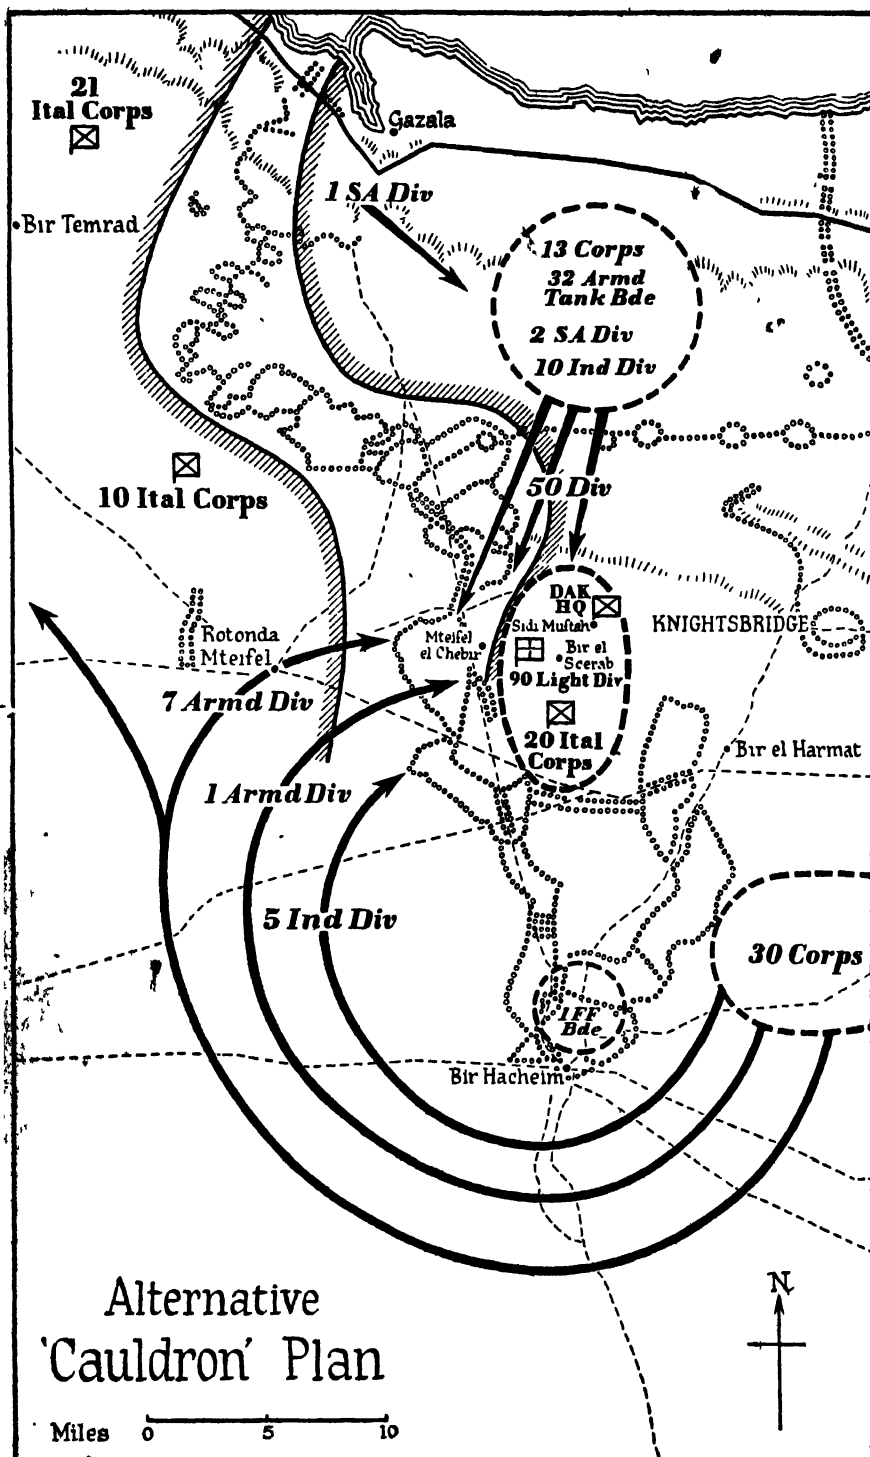 21
Ital Corps
Gazala
1 SA Div
Bir Temrad
13 Corps
32 Armd
Tank Bde
2 SA Div
10 Ind Div
10 Ital Corps
50 Div
DAK
HQ
Sidi Muftah
KNIGHTSBRIDGE
Rotonda
Mteifel
Mteifel
el Chebir
Bir el
Scerab
90 Light Div
7 Armd Div
20 Ital
Corps
Bir el Harmat
1 Armd Div
5 Ind Div
30 Corps
1 FF
Bde
Bir Hacheim
Alternative
'Cauldron' Plan
N
Miles 0 5 10